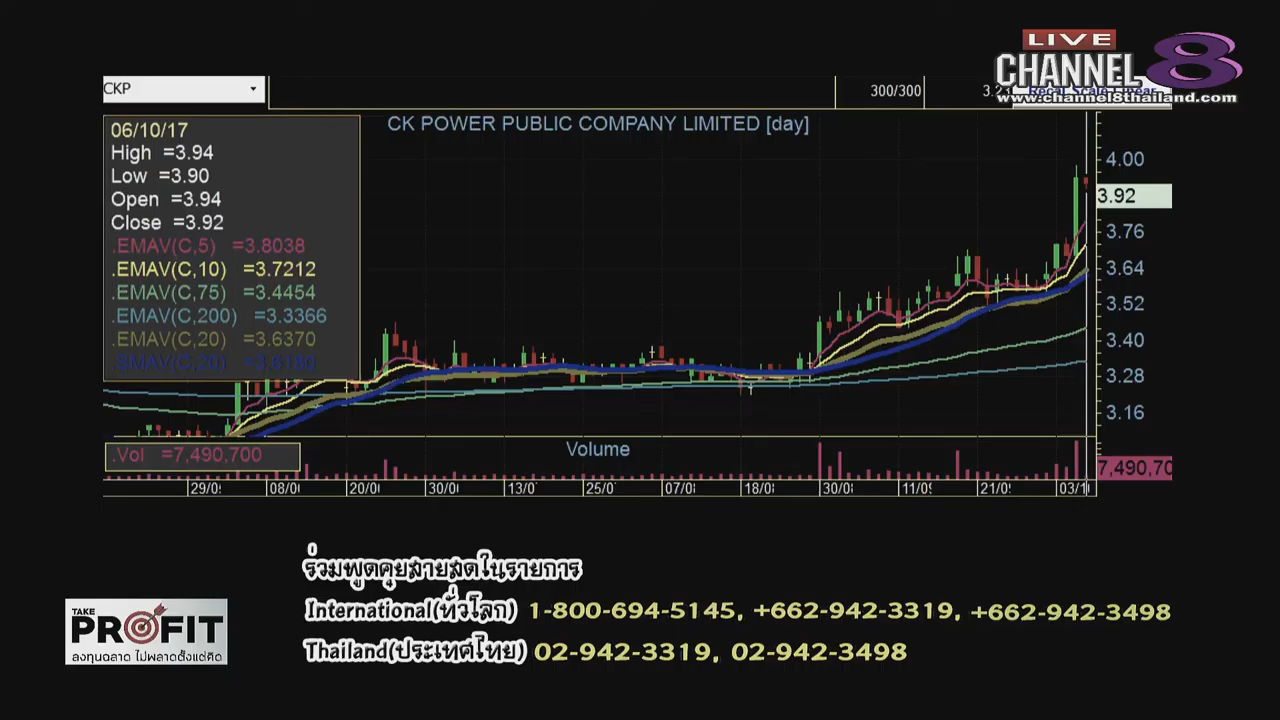 LIVE
CHANNEL 8
www.channel8thailand.com
CKP
300/300
CK POWER PUBLIC COMPANY LIMITED [day]
06/10/17
High =3.94
Low =3.90
Open =3.94
Close =3.92
.EMAV(C,5) =3.8038
.EMAV(C,10) =3.7212
.EMAV(C,75) =3.4454
.EMAV(C,200) =3.3366
.EMAV(C,20) =3.6370
4.00
3.92
3.76
3.64
3.52
3.40
3.28
3.16
.Vol =7,490,700
Volume
7,490,70
29/0 08/0 20/0 30/0 13/0 25/0 07/0 18/0 30/0 11/0 21/0 03/1
ร่วมพูดคุยสายสดในรายการ
International(ทั่วโลก) 1-800-694-5145, +662-942-3319, +662-942-3498
Thailand(ประเทศไทย) 02-942-3319, 02-942-3498
TAKE
PROFIT
ลงทุนฉลาด ไม่พลาดตั้งแต่คิด